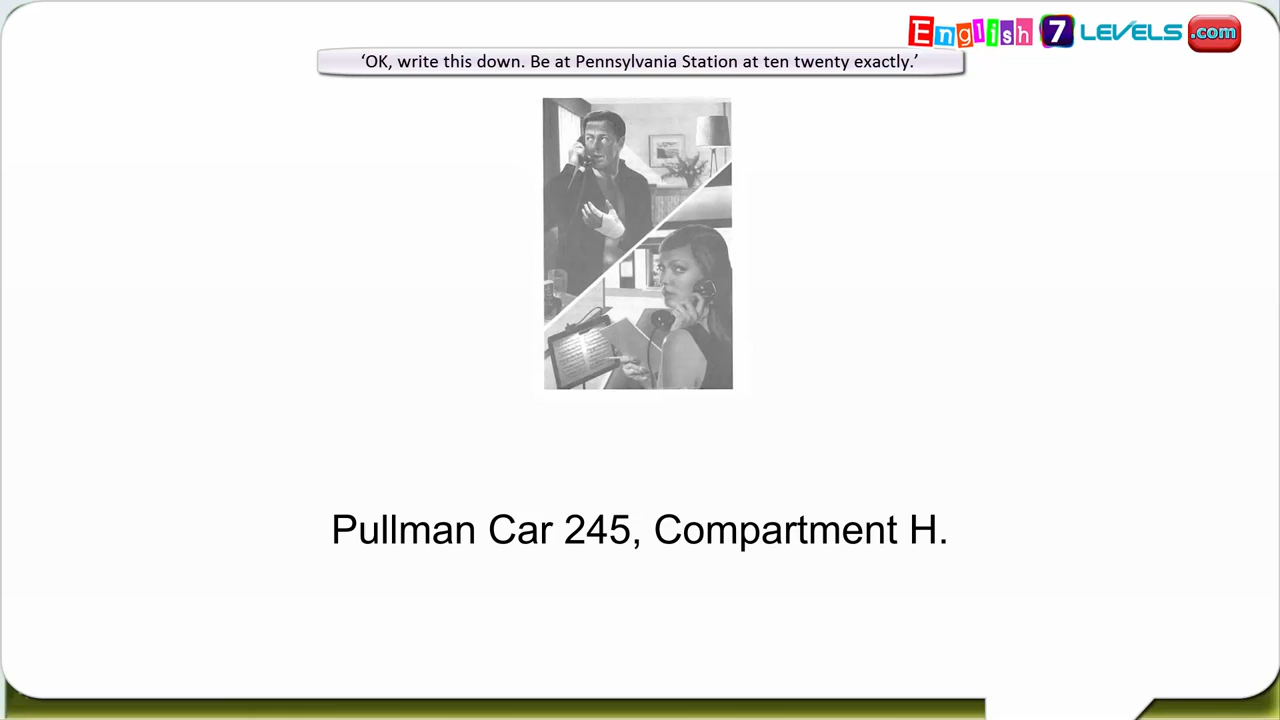 English 7 LEVELS .com
‘OK, write this down. Be at Pennsylvania Station at ten twenty exactly.’
Pullman Car 245, Compartment H.